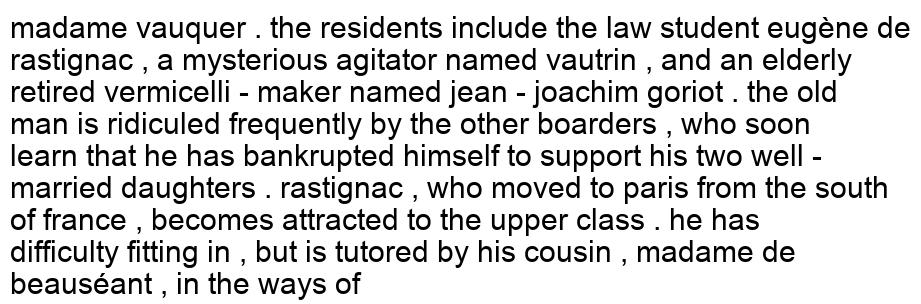 madame vauquer . the residents include the law student eugène de
rastignac , a mysterious agitator named vautrin , and an elderly
retired vermicelli - maker named jean - joachim goriot . the old
man is ridiculed frequently by the other boarders , who soon
learn that he has bankrupted himself to support his two well -
married daughters . rastignac , who moved to paris from the south
of france , becomes attracted to the upper class . he has
difficulty fitting in , but is tutored by his cousin , madame de
beauséant , in the ways of